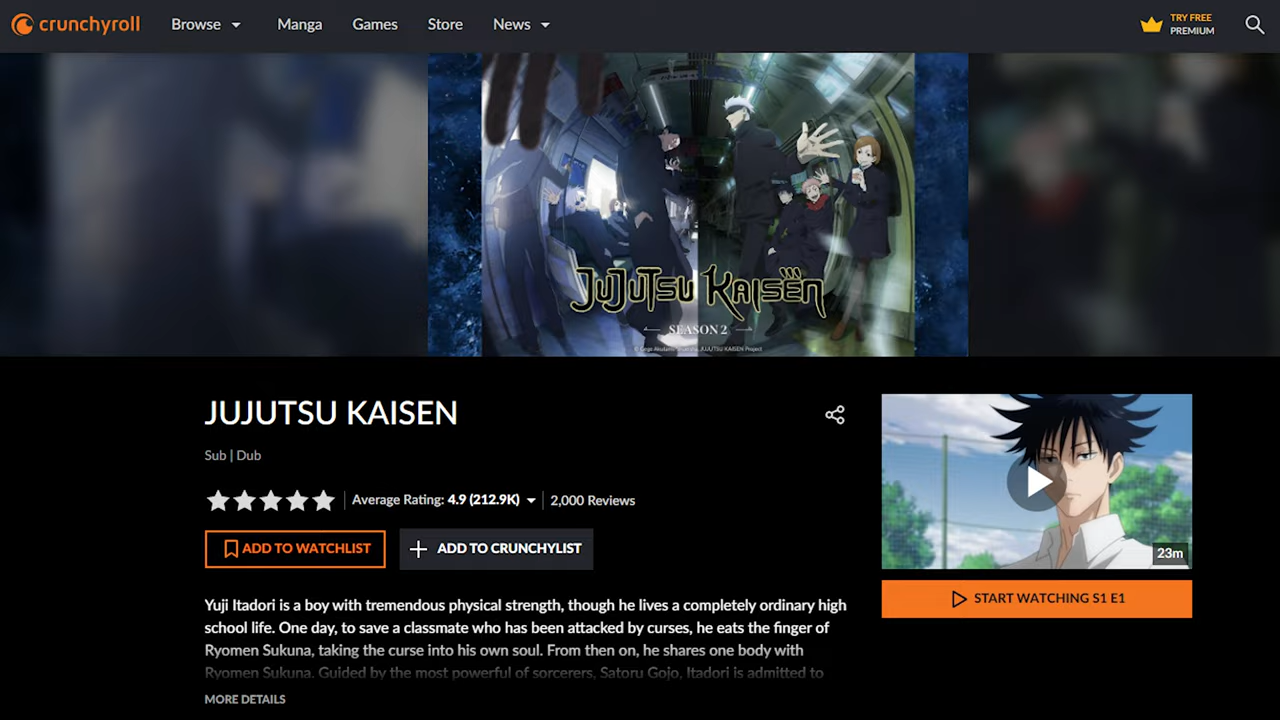 crunchyroll
Browse
Manga
Games
Store
News
TRY FREE
PREMIUM
JUJUTSU KAISEN
SEASON 2
JUJUTSU KAISEN
Sub | Dub
Average Rating: 4.9 (212.9K)
2,000 Reviews
ADD TO WATCHLIST
ADD TO CRUNCHYLIST
23m
START WATCHING S1 E1
Yuji Itadori is a boy with tremendous physical strength, though he lives a completely ordinary high
school life. One day, to save a classmate who has been attacked by curses, he eats the finger of
Ryomen Sukuna, taking the curse into his own soul. From then on, he shares one body with
Ryomen Sukuna. Guided by the most powerful of sorcerers, Satoru Gojo, Itadori is admitted to
MORE DETAILS